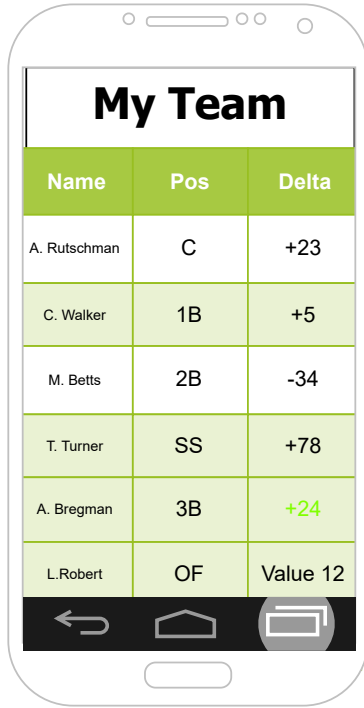 My Team
Name Pos Delta
A. Rutschman C +23
C. Walker 1B +5
M. Betts 2B -34
T. Turner SS +78
A. Bregman 3B +24
L.Robert OF Value 12